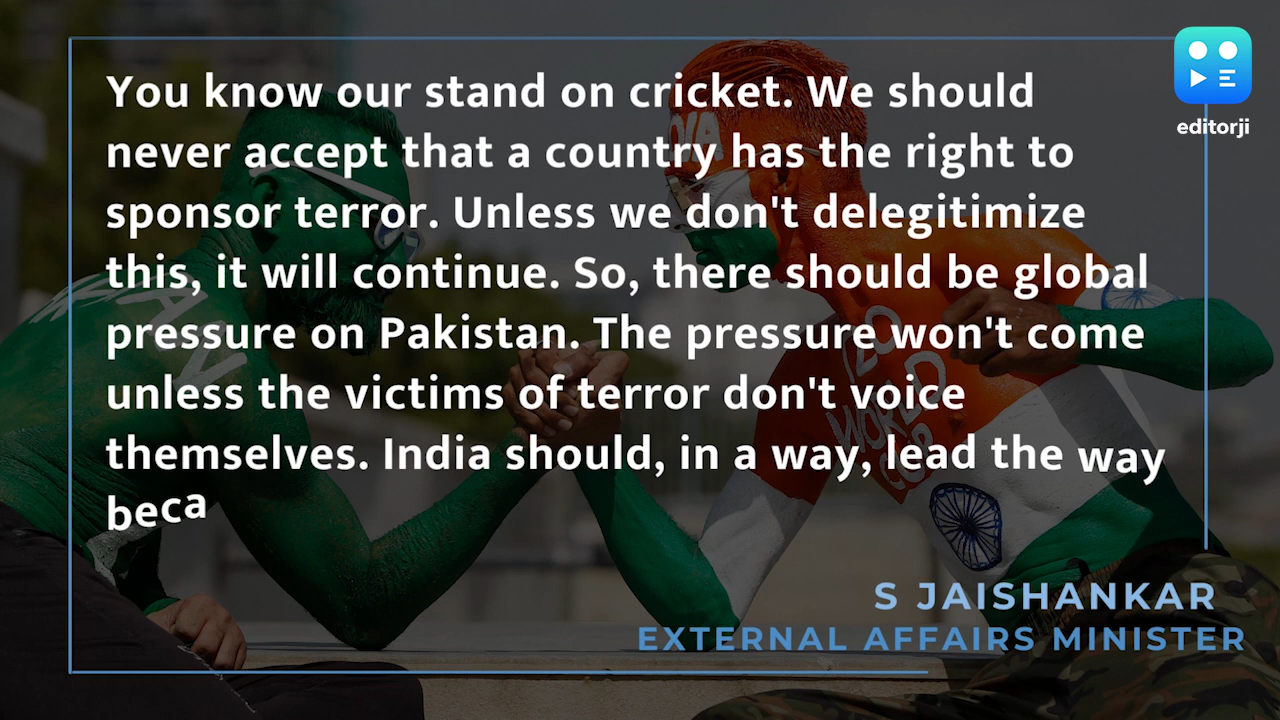 You know our stand on cricket. We should
never accept that a country has the right to
sponsor terror. Unless we don't delegitimize
this, it will continue. So, there should be global
pressure on Pakistan. The pressure won't come
unless the victims of terror don't voice
themselves. India should, in a way, lead the way
beca
S JAISHANKAR
EXTERNAL AFFAIRS MINISTER
editorji
WORLD